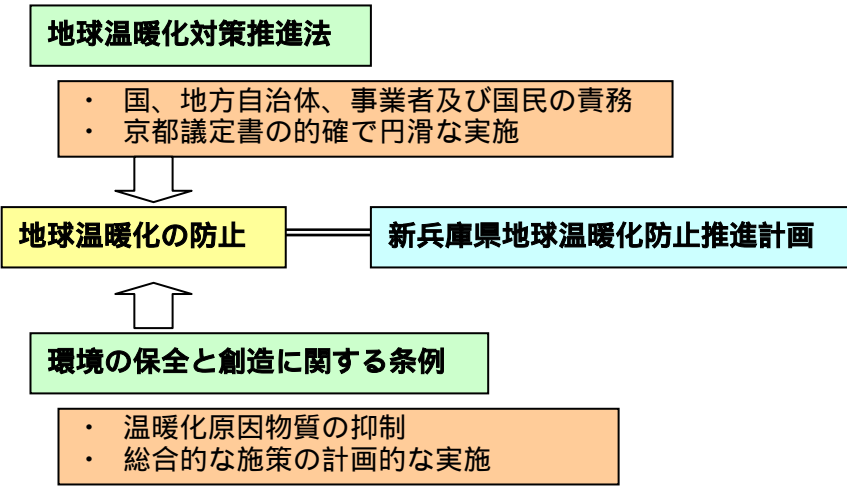 地球温暖化対策推進法
・ 国、地方自治体、事業者及び国民の責務
・ 京都議定書の的確で円滑な実施
地球温暖化の防止
新兵庫県地球温暖化防止推進計画
環境の保全と創造に関する条例
・ 温暖化原因物質の抑制
・ 総合的な施策の計画的な実施